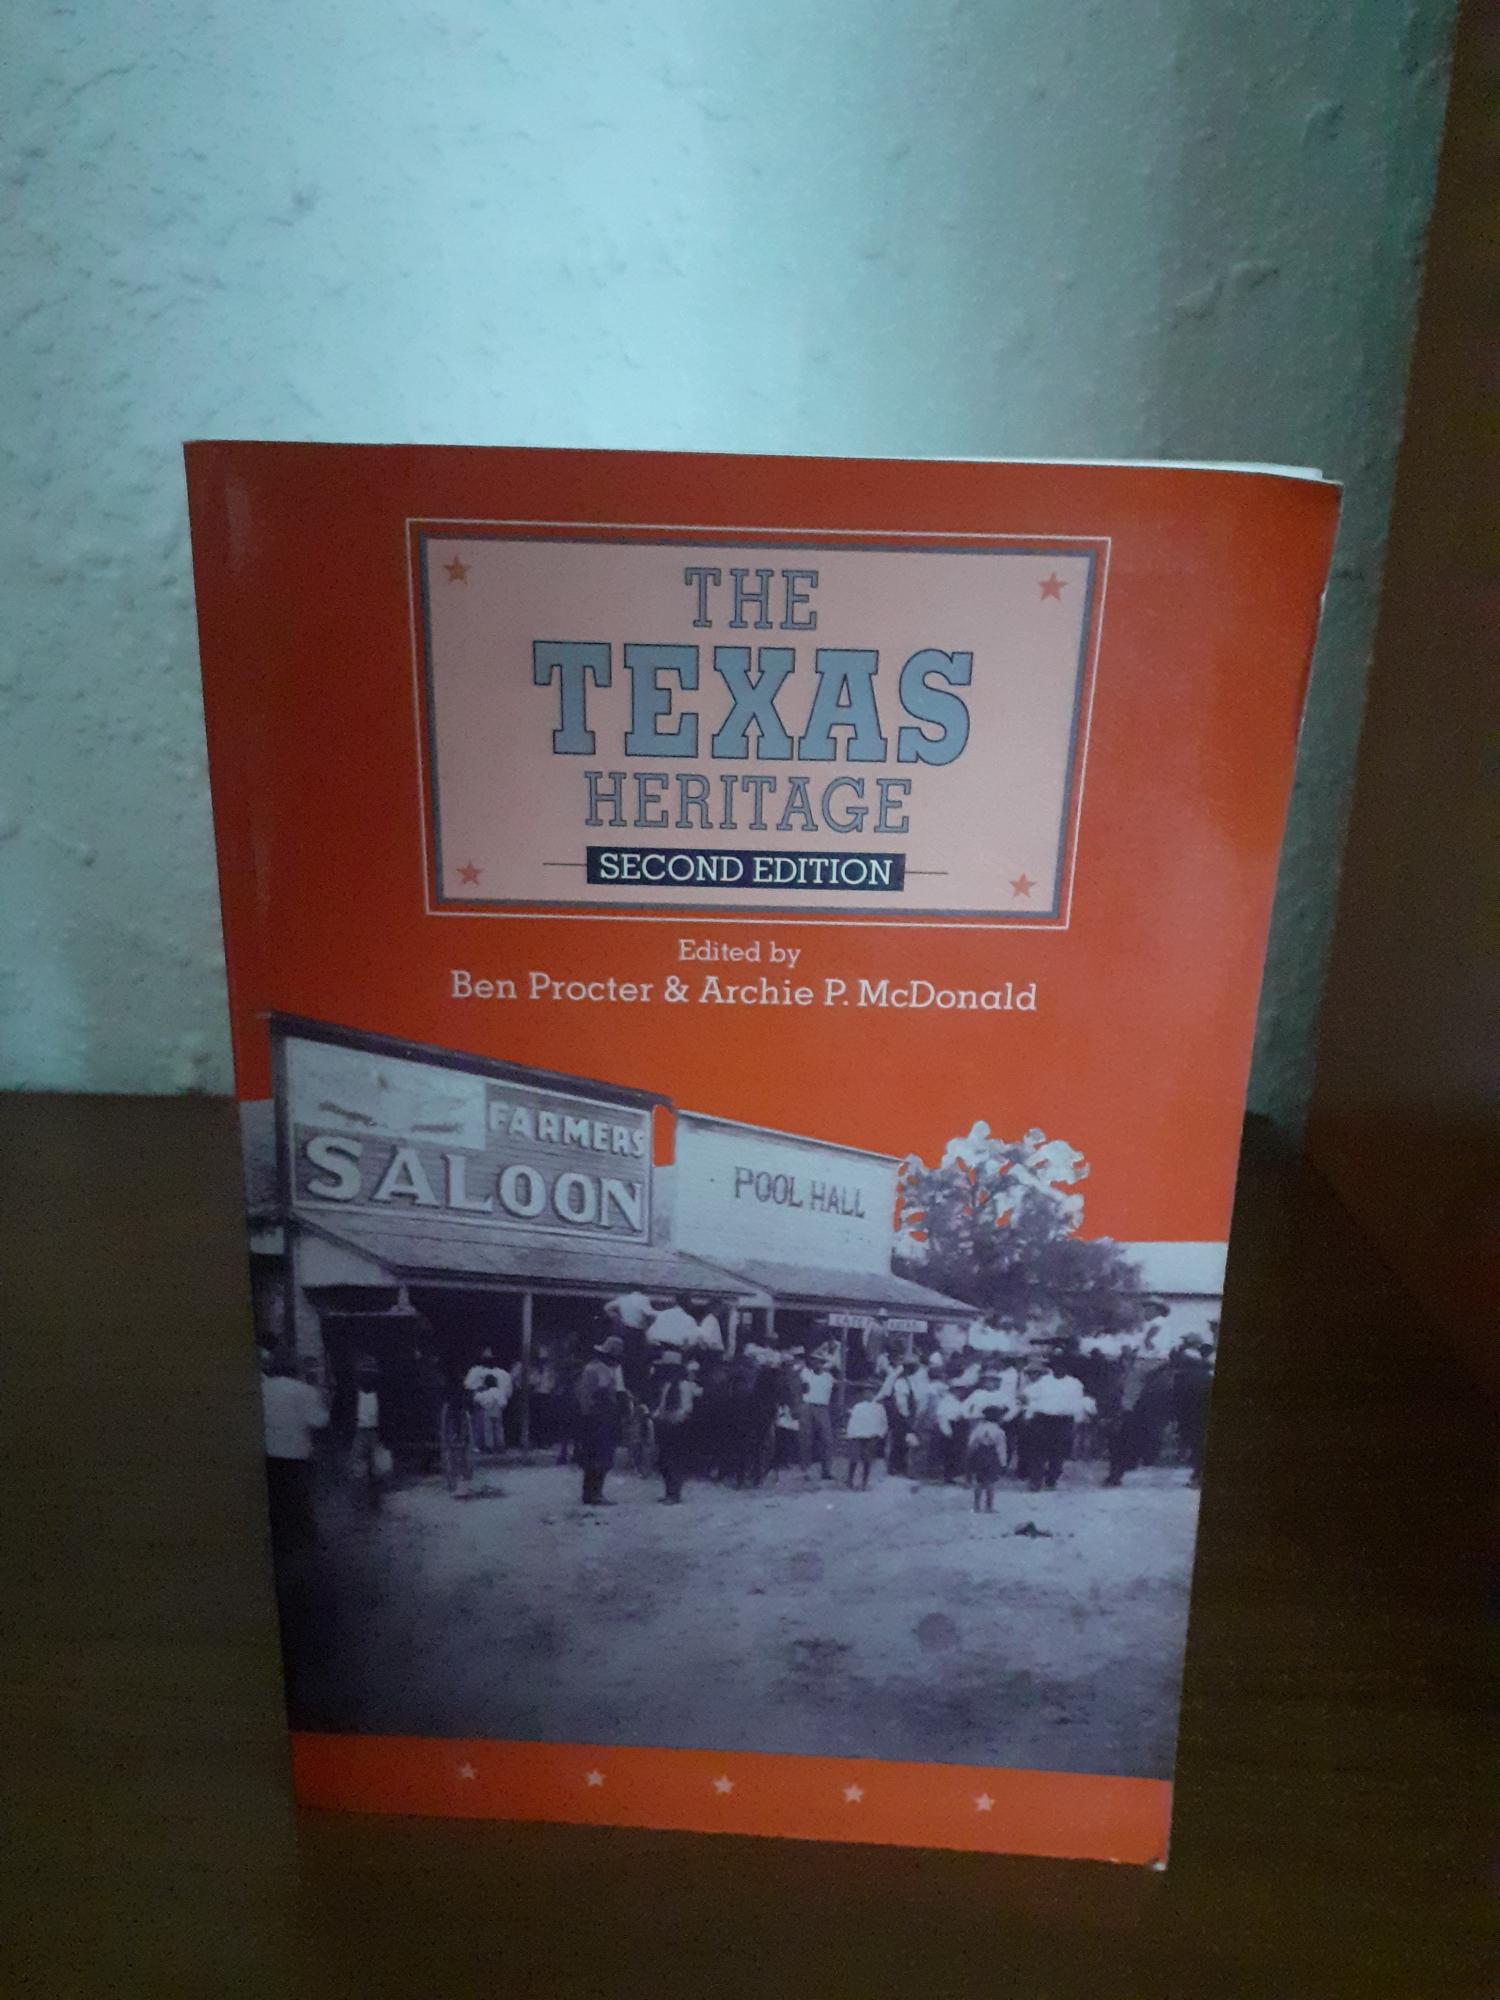 THE
TEXAS
HERITAGE
SECOND EDITION
Edited by
Ben Procter & Archie P. McDonald
FARMERS
SALOON
POOL HALL